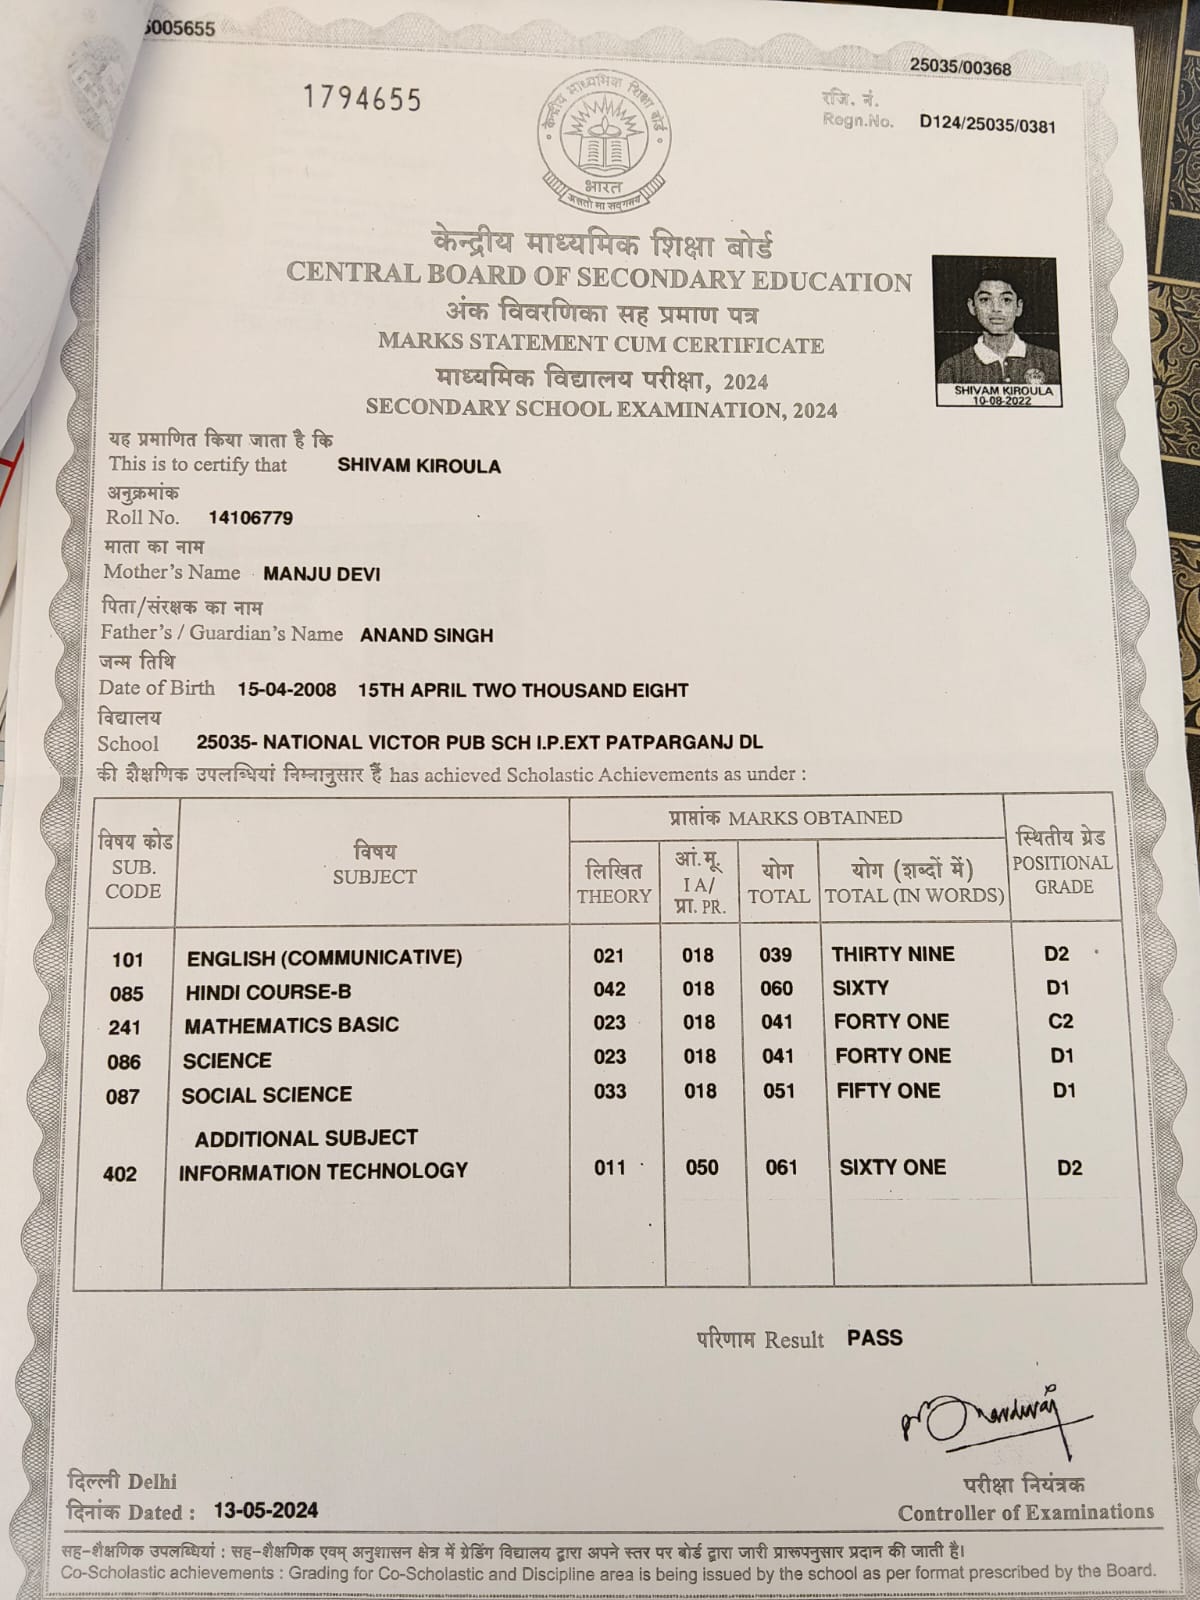 5005655
25035/00368
1794655
रजि. नं.
Regn.No. D124/25035/0381
केन्द्रीय माध्यमिक शिक्षा बोर्ड
भारत
असतो मा सद्गमय
केन्द्रीय माध्यमिक शिक्षा बोर्ड
CENTRAL BOARD OF SECONDARY EDUCATION
अंक विवरणिका सह प्रमाण पत्र
MARKS STATEMENT CUM CERTIFICATE
माध्यमिक विद्यालय परीक्षा, 2024
SECONDARY SCHOOL EXAMINATION, 2024
SHIVAM KIROULA
10-08-2022
यह प्रमाणित किया जाता है कि
This is to certify that SHIVAM KIROULA
अनुक्रमांक
Roll No. 14106779
माता का नाम
Mother's Name MANJU DEVI
पिता/संरक्षक का नाम
Father's / Guardian's Name ANAND SINGH
जन्म तिथि
Date of Birth 15-04-2008 15TH APRIL TWO THOUSAND EIGHT
विद्यालय
School 25035- NATIONAL VICTOR PUB SCH I.P.EXT PATPARGANJ DL
की शैक्षणिक उपलब्धियां निम्नानुसार हैं has achieved Scholastic Achievements as under :
विषय कोड
SUB.
CODE
विषय
SUBJECT
प्राप्तांक MARKS OBTAINED
लिखित
THEORY
आं.मू.
I A/
प्रा. PR.
योग
TOTAL
योग (शब्दों में)
TOTAL (IN WORDS)
स्थितीय ग्रेड
POSITIONAL
GRADE
101 ENGLISH (COMMUNICATIVE) 021 018 039 THIRTY NINE D2
085 HINDI COURSE-B 042 018 060 SIXTY D1
241 MATHEMATICS BASIC 023 018 041 FORTY ONE C2
086 SCIENCE 023 018 041 FORTY ONE D1
087 SOCIAL SCIENCE 033 018 051 FIFTY ONE D1
ADDITIONAL SUBJECT
402 INFORMATION TECHNOLOGY 011 050 061 SIXTY ONE D2
परिणाम Result PASS
दिल्ली Delhi
दिनांक Dated : 13-05-2024
परीक्षा नियंत्रक
Controller of Examinations
सह-शैक्षणिक उपलब्धियां : सह-शैक्षणिक एवम् अनुशासन क्षेत्र में ग्रेडिंग विद्यालय द्वारा अपने स्तर पर बोर्ड द्वारा जारी प्रारूपनुसार प्रदान की जाती है।
Co-Scholastic achievements : Grading for Co-Scholastic and Discipline area is being issued by the school as per format prescribed by the Board.